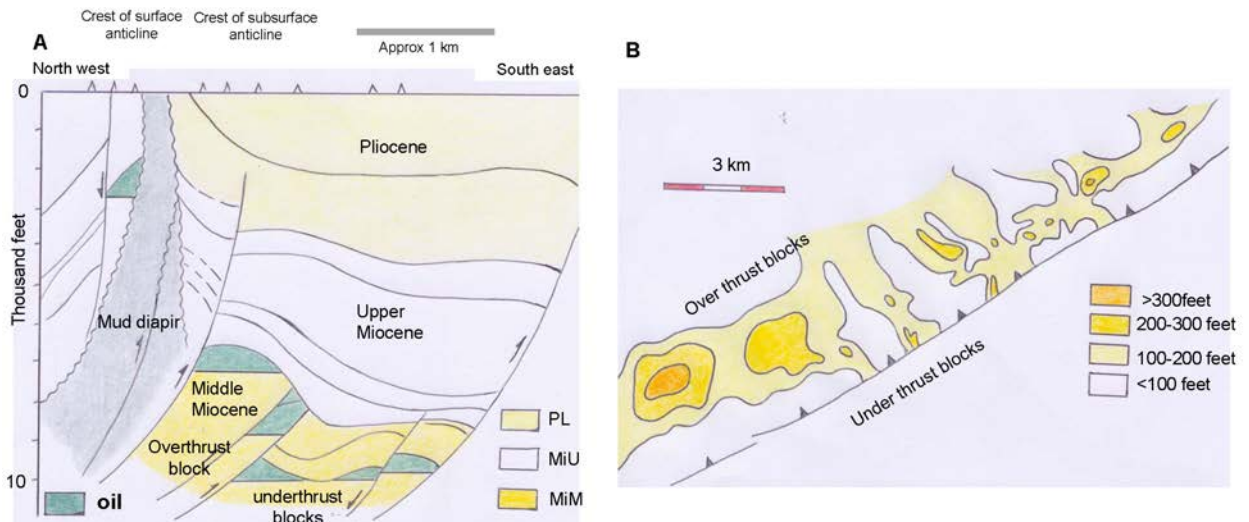 Crest of surface
anticline
Crest of subsurface
anticline
A
Approx 1 km
North west
South east
0
Thousand feet
10
Pliocene
Upper
Miocene
Mud diapir
Middle
Miocene
Overthrust
block
underthrust
blocks
oil
PL
MiU
MiM
B
3 km
Over thrust blocks
Under thrust blocks
>300feet
200-300 feet
100-200 feet
<100 feet